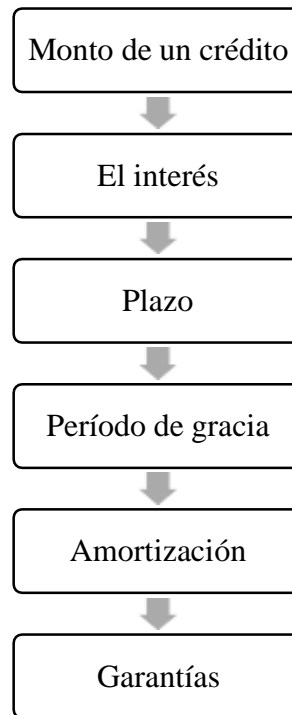 Monto de un crédito
El interés
Plazo
Período de gracia
Amortización
Garantías